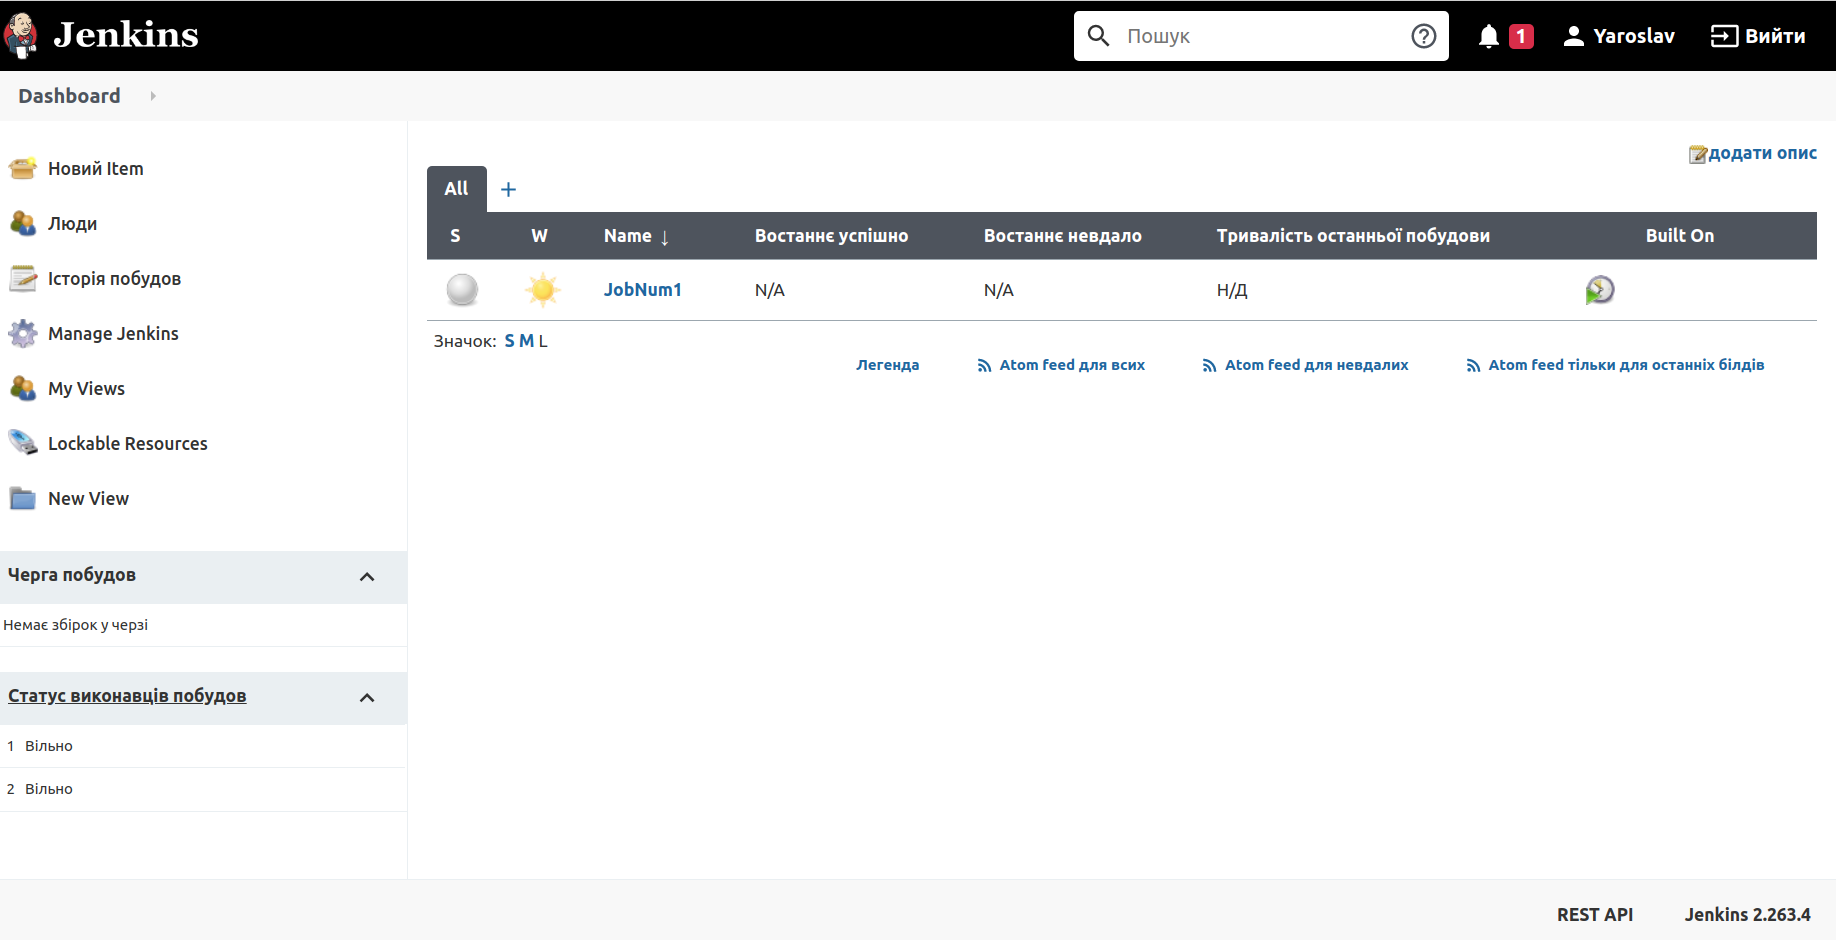 Jenkins
Пошук
1
Yaroslav
Вийти
Dashboard
Новий Item
Люди
Історія побудов
Manage Jenkins
My Views
Lockable Resources
New View
Черга побудов
Немає збірок у черзі
Статус виконавців побудов
1 Вільно
2 Вільно
додати опис
All +
S W Name ↓ Востаннє успішно Востаннє невдало Тривалість останньої побудови Built On
JobNum1 N/A N/A Н/Д
Значок: S M L
Легенда Atom feed для всих Atom feed для невдалих Atom feed тільки для останніх білдів
REST API Jenkins 2.263.4